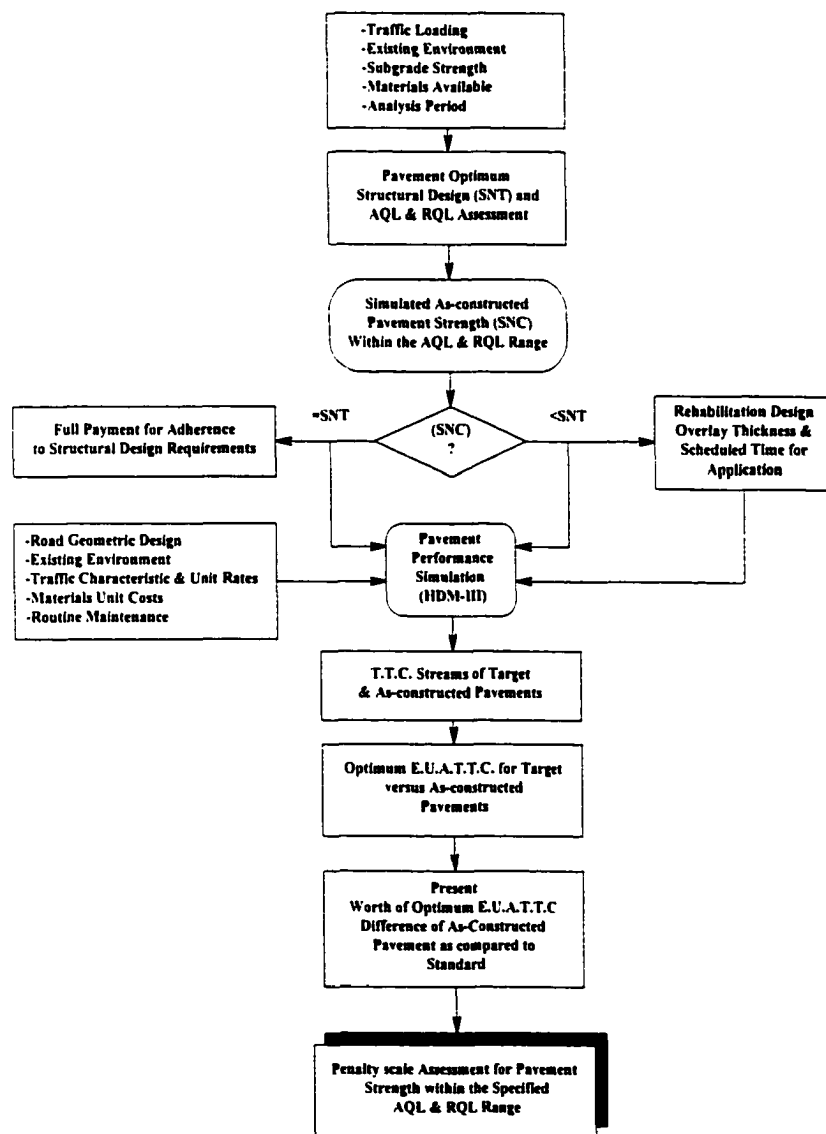 -Traffic Loading
-Existing Environment
-Subgrade Strength
-Materials Available
-Analysis Period
Pavement Optimum
Structural Design (SNT) and
AQL & RQL Assessment
Simulated As-constructed
Pavement Strength (SNC)
Within the AQL & RQL Range
=SNT
<SNT
Full Payment for Adherence
to Structural Design Requirements
(SNC)
?
Rehabilitation Design
Overlay Thickness &
Scheduled Time for
Application
-Road Geometric Design
-Existing Environment
-Traffic Characteristic & Unit Rates
-Materials Unit Costs
-Routine Maintenance
Pavement
Performance
Simulation
(HDM-III)
T.T.C. Streams of Target
& As-constructed Pavements
Optimum E.U.A.T.T.C. for Target
versus As-constructed
Pavements
Present
Worth of Optimum E.U.A.T.T.C
Difference of As-Constructed
Pavement as compared to
Standard
Penalty scale Assessment for Pavement
Strength within the Specified
AQL & RQL Range